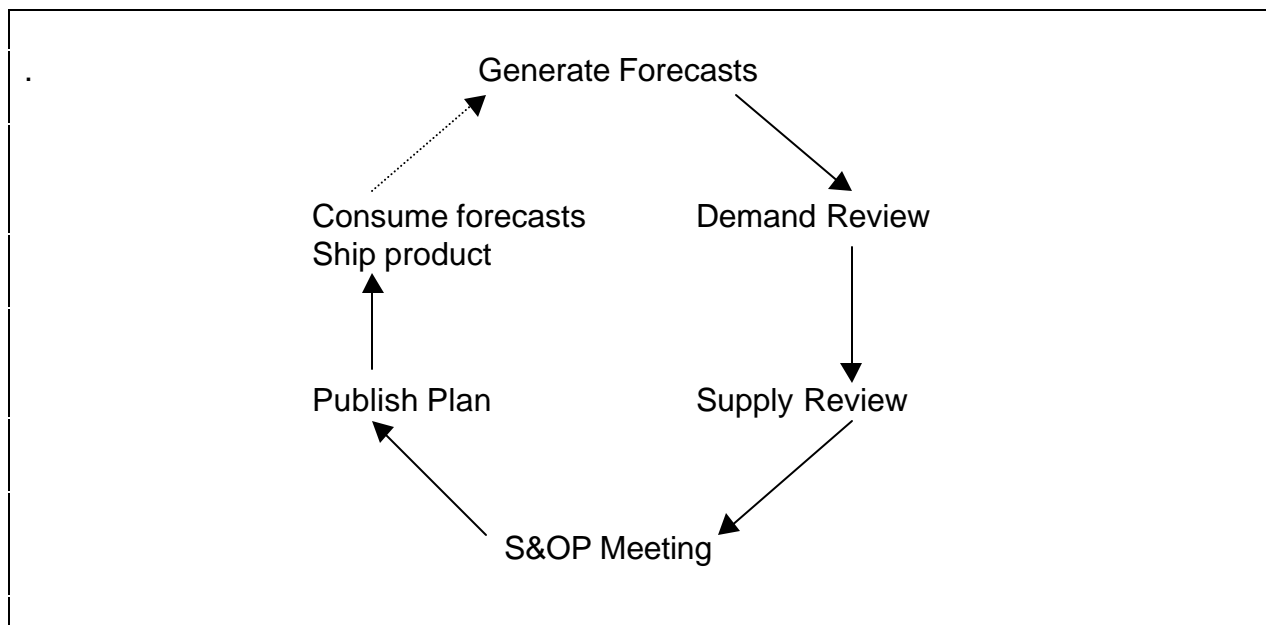 .
Generate Forecasts
Consume forecasts
Ship product
Demand Review
Publish Plan
Supply Review
S&OP Meeting